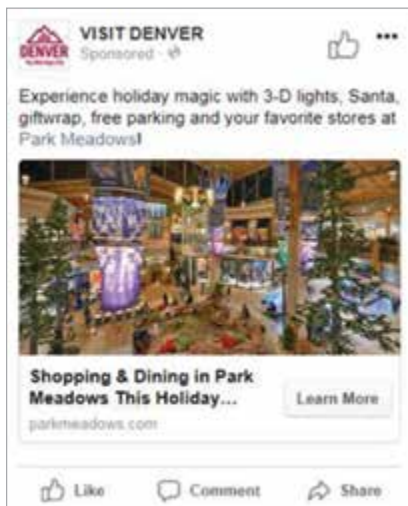 VISIT DENVER
DENVER
Sponsored ·
Experience holiday magic with 3-D lights, Santa,
giftwrap, free parking and your favorite stores at
Park Meadows!
Shopping & Dining in Park
Meadows This Holiday...
Learn More
parkmeadows.com
Like Comment Share